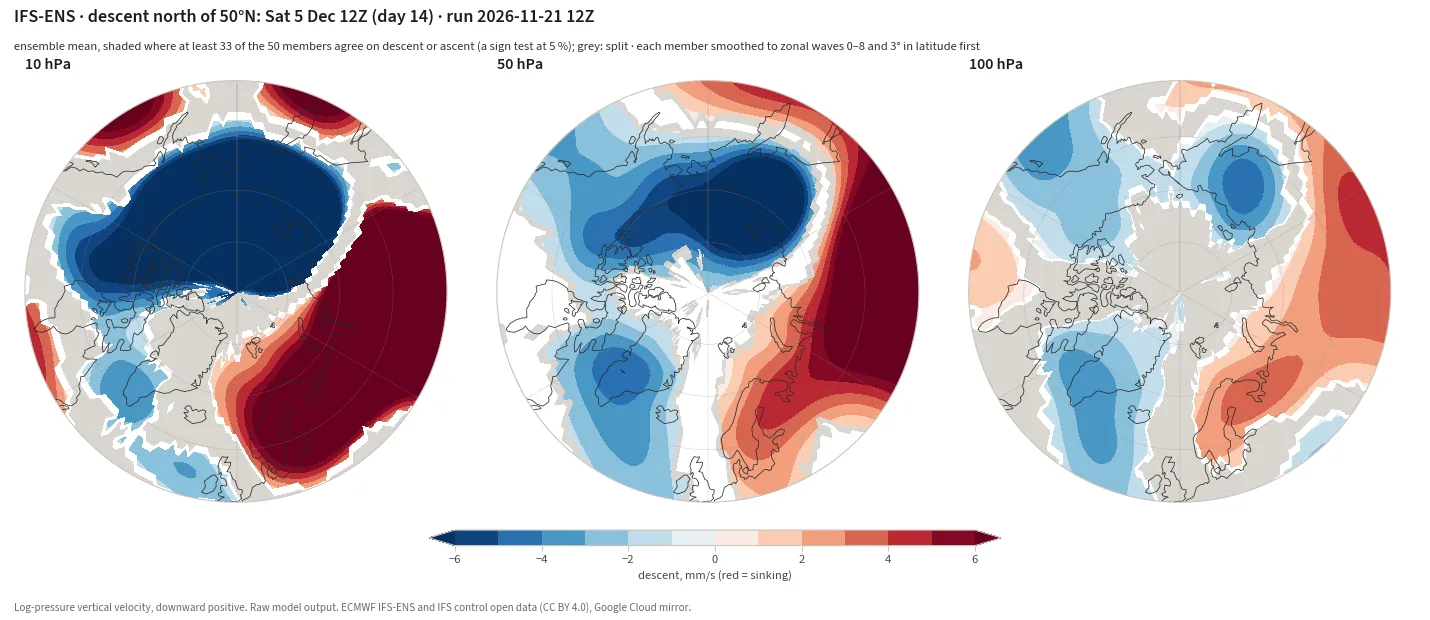 IFS-ENS · descent north of 50°N: Sat 5 Dec 12Z (day 14) · run 2026-11-21 12Z
ensemble mean, shaded where at least 33 of the 50 members agree on descent or ascent (a sign test at 5 %); grey: split · each member smoothed to zonal waves 0–8 and 3° in latitude first
10 hPa
50 hPa
100 hPa
−6 −4 −2 0 2 4 6
descent, mm/s (red = sinking)
Log-pressure vertical velocity, downward positive. Raw model output. ECMWF IFS-ENS and IFS control open data (CC BY 4.0), Google Cloud mirror.